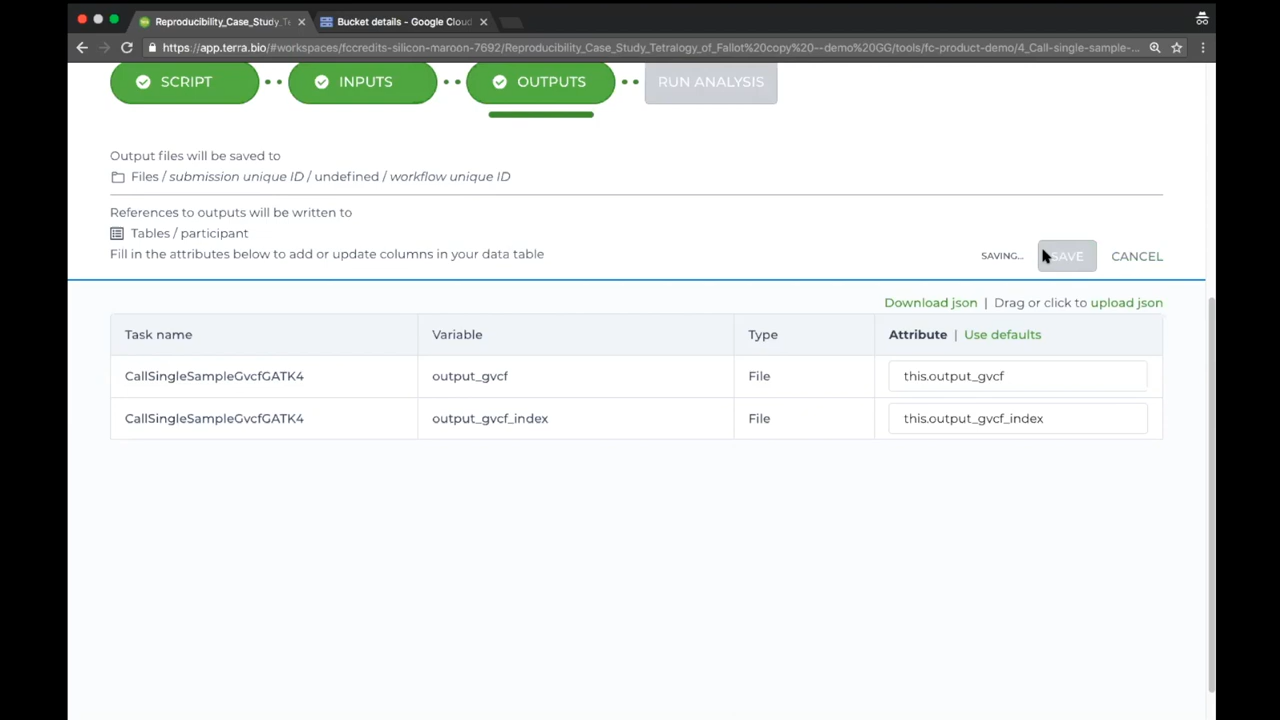 Reproducibility_Case_Study_Te
Bucket details - Google Cloud
https://app.terra.bio/#workspaces/fccredits-silicon-maroon-7692/Reproducibility_Case_Study_Tetralogy_of_Fallot%20copy%20--demo%20GG/tools/fc-product-demo/4_Call-single-sample-...
SCRIPT
INPUTS
OUTPUTS
RUN ANALYSIS
Output files will be saved to
Files / submission unique ID / undefined / workflow unique ID
References to outputs will be written to
Tables / participant
Fill in the attributes below to add or update columns in your data table
SAVING... SAVE CANCEL
Download json | Drag or click to upload json
Task name Variable Type Attribute | Use defaults
CallSingleSampleGvcfGATK4 output_gvcf File this.output_gvcf
CallSingleSampleGvcfGATK4 output_gvcf_index File this.output_gvcf_index